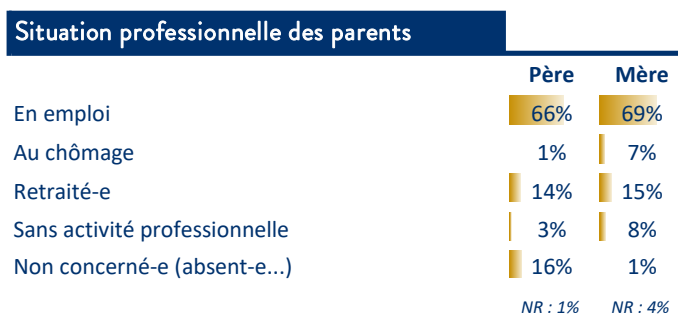 Situation professionnelle des parents
Père Mère
En emploi 66% 69%
Au chômage 1% 7%
Retraité-e 14% 15%
Sans activité professionnelle 3% 8%
Non concerné-e (absent-e...) 16% 1%
NR : 1% NR : 4%